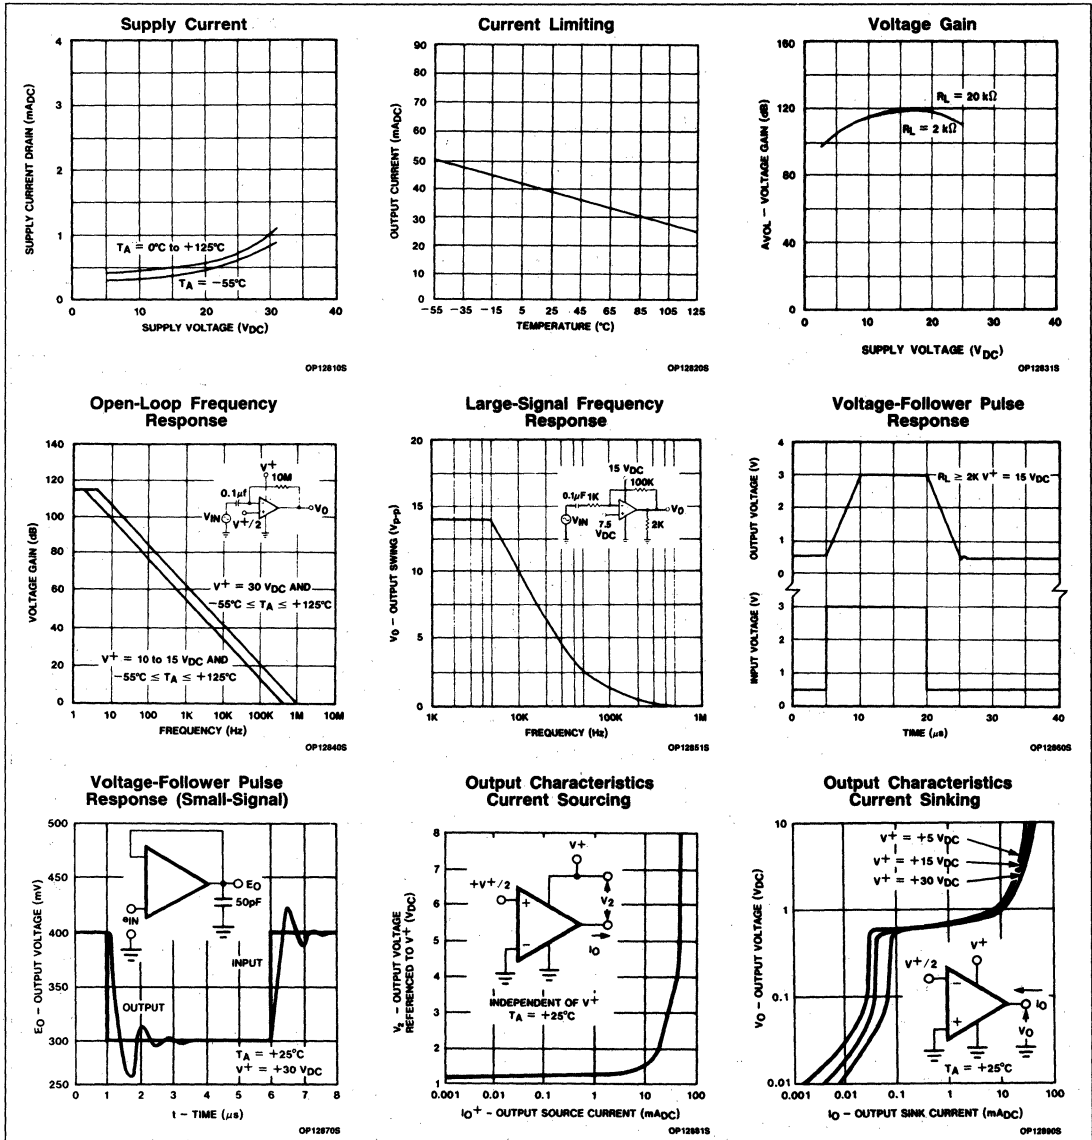 Supply Current
SUPPLY CURRENT DRAIN (mADC)
4
3
2
1
0
TA = 0°C to +125°C
TA = −55°C
0 10 20 30 40
SUPPLY VOLTAGE (VDC)
OP12810S
Current Limiting
OUTPUT CURRENT (mADC)
90
80
70
60
50
40
30
20
10
0
−55 −35 −15 5 25 45 65 85 105 125
TEMPERATURE (°C)
OP12820S
Voltage Gain
AVOL – VOLTAGE GAIN (dB)
160
120
80
40
0
RL = 20 kΩ
RL = 2 kΩ
0 10 20 30 40
SUPPLY VOLTAGE (VDC)
OP12831S
Open-Loop Frequency
Response
VOLTAGE GAIN (dB)
140
120
100
80
60
40
20
0
V+
10M
0.1µf
VIN
V+/2
VO
V+ = 30 VDC AND
−55°C ≤ TA ≤ +125°C
V+ = 10 to 15 VDC AND
−55°C ≤ TA ≤ +125°C
1 10 100 1K 10K 100K 1M 10M
FREQUENCY (Hz)
OP12840S
Large-Signal Frequency
Response
VO – OUTPUT SWING (Vp-p)
20
15
10
5
0
15 VDC
100K
0.1µF 1K
VIN
7.5
VDC
VO
2K
1K 10K 100K 1M
FREQUENCY (Hz)
OP12851S
Voltage-Follower Pulse
Response
OUTPUT VOLTAGE (V)
4
3
2
1
0
RL ≥ 2K V+ = 15 VDC
INPUT VOLTAGE (V)
3
2
1
0
0 10 20 30 40
TIME (µs)
OP12860S
Voltage-Follower Pulse
Response (Small-Signal)
EO – OUTPUT VOLTAGE (mV)
500
450
400
350
300
250
EO
50pF
eIN
INPUT
OUTPUT
TA = +25°C
V+ = +30 VDC
0 1 2 3 4 5 6 7 8
t – TIME (µs)
OP12870S
Output Characteristics
Current Sourcing
V2 – OUTPUT VOLTAGE
REFERENCED TO V+ (VDC)
8
7
6
5
4
3
2
1
V+
+V+/2
V2
IO
INDEPENDENT OF V+
TA = +25°C
0.001 0.01 0.1 1 10 100
IO+ – OUTPUT SOURCE CURRENT (mADC)
OP12881S
Output Characteristics
Current Sinking
VO – OUTPUT VOLTAGE (VDC)
10
1
0.1
0.01
V+ = +5 VDC
V+ = +15 VDC
V+ = +30 VDC
V+
V+/2
IO
VO
TA = +25°C
0.001 0.01 0.1 1 10 100
IO – OUTPUT SINK CURRENT (mADC)
OP12890S